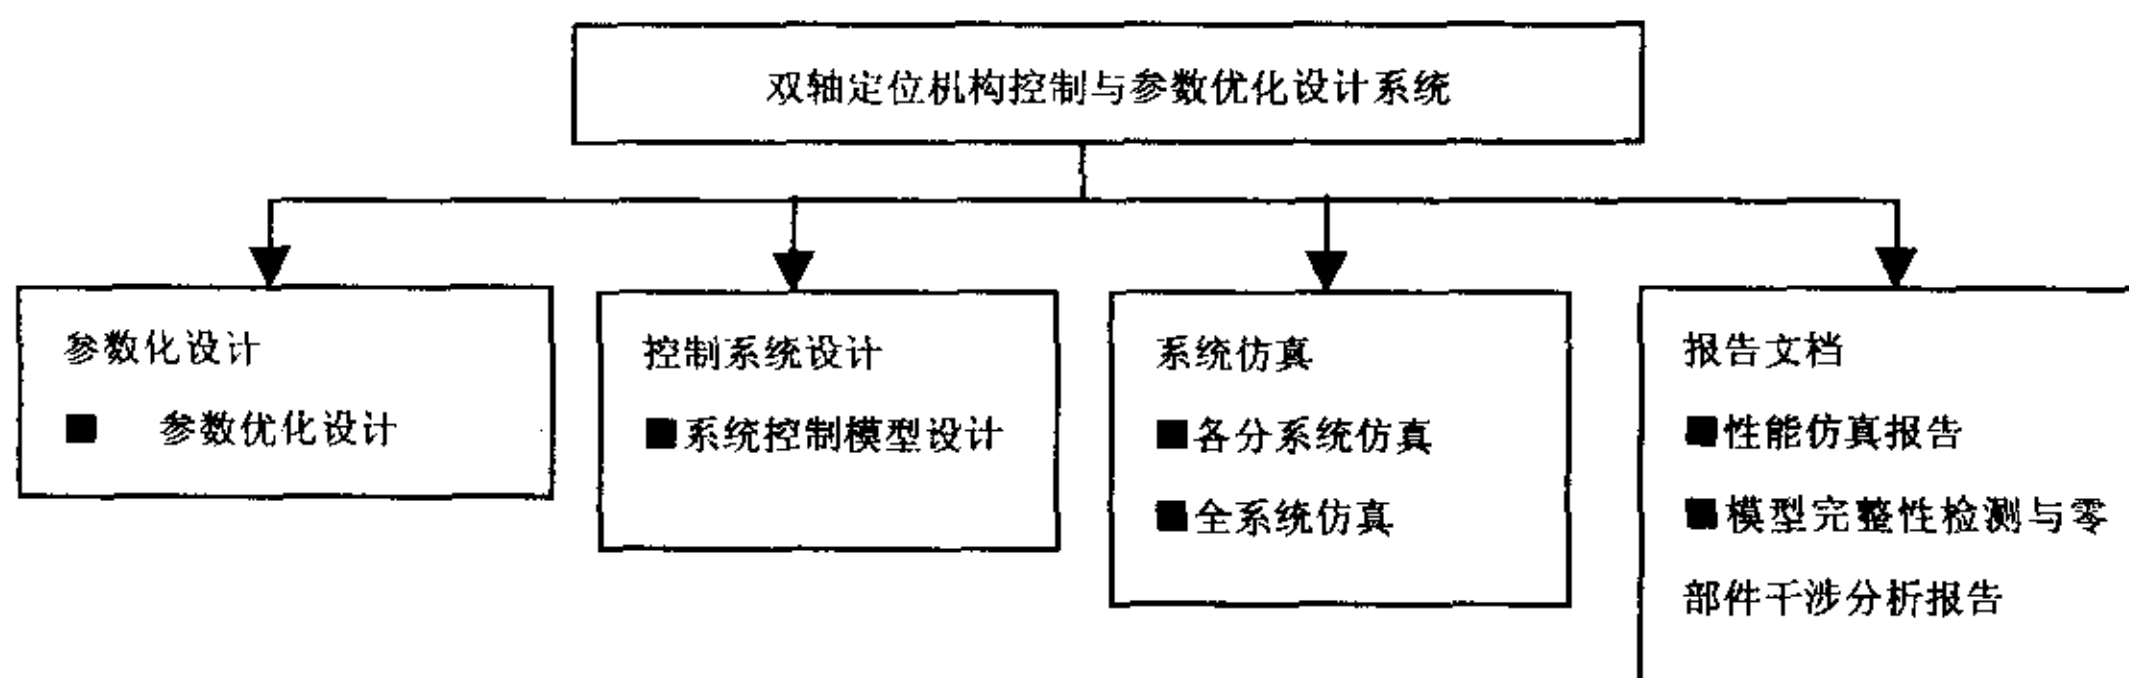 双轴定位机构控制与参数优化设计系统
参数化设计
■ 参数优化设计
控制系统设计
■系统控制模型设计
系统仿真
■各分系统仿真
■全系统仿真
报告文档
■性能仿真报告
■模型完整性检测与零
部件干涉分析报告